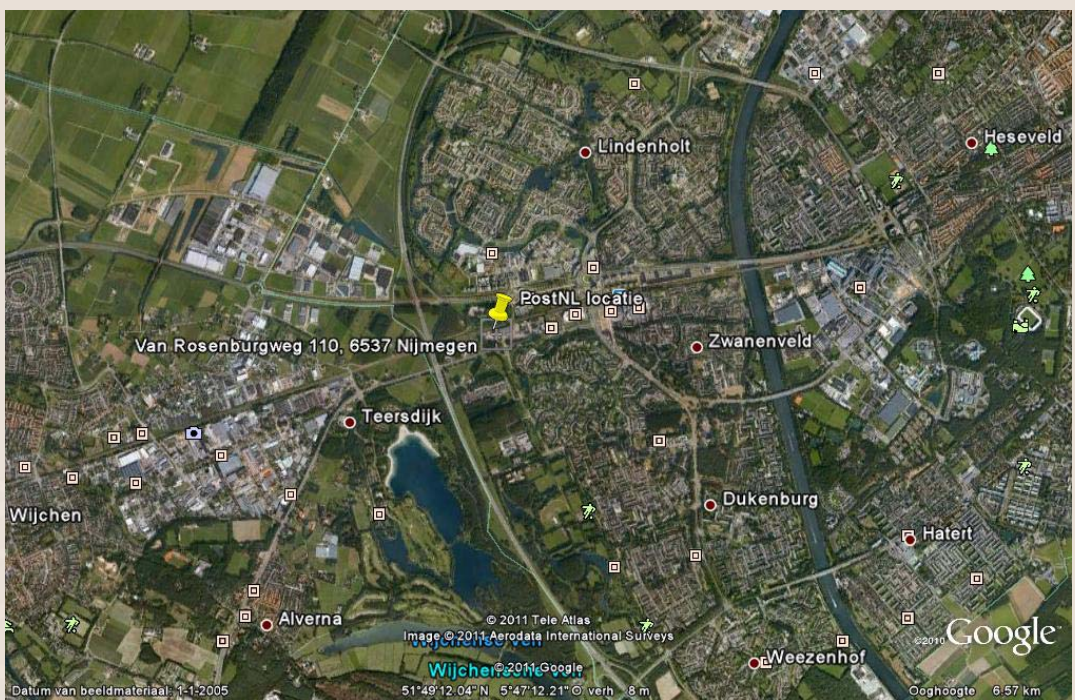 Lindenholt
Heseveld
PostNL locatie
Van Rosenburgweg 110, 6537 Nijmegen
Zwanenveld
Teersdijk
Dukenburg
Wijchen
Hatert
Alverna
© 2011 Tele Atlas
Image © 2011 Aerodata International Surveys
Wijchense Ven
© 2011 Google
©2010 Google
Weezenhof
Datum van beeldmateriaal: 1-1-2005
51°49'12.04" N 5°47'12.21" O verh 8 m
Ooghoogte 6.57 km